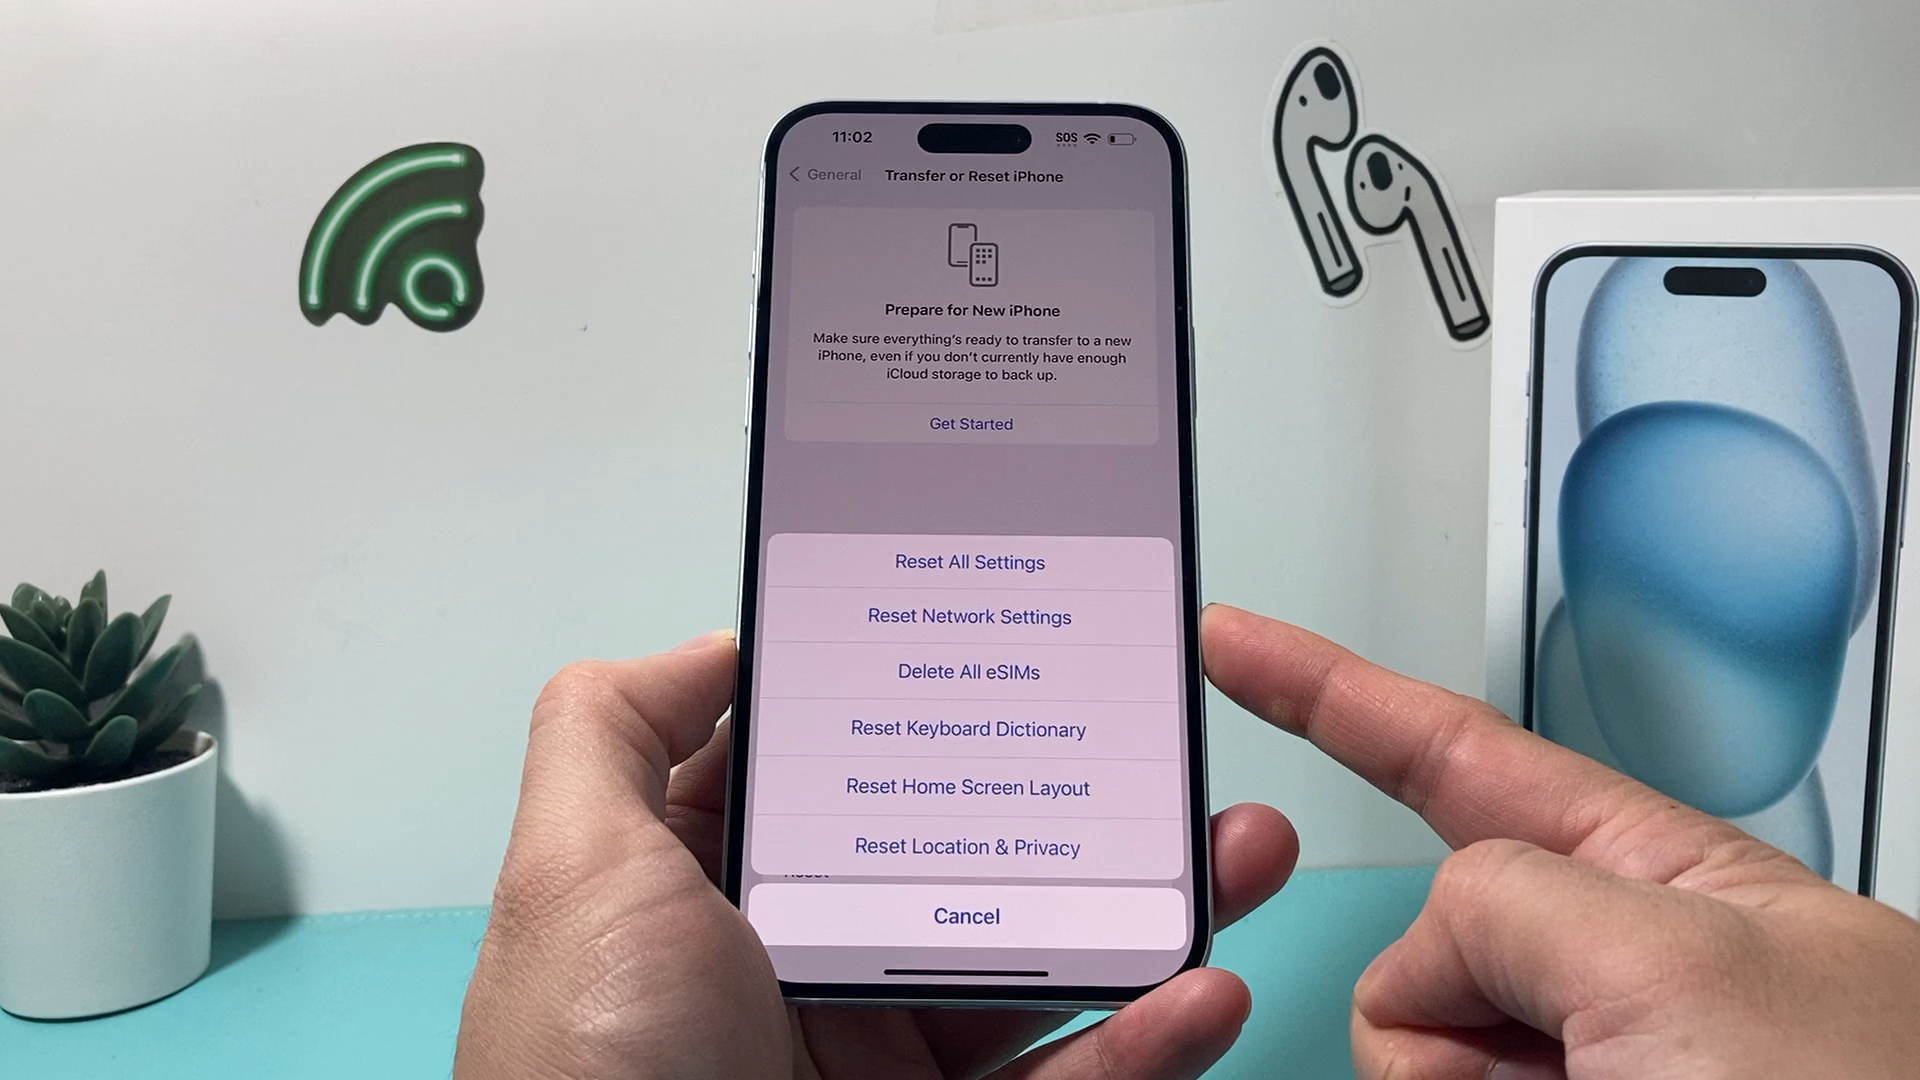 11:02
SOS
General
Transfer or Reset iPhone
Prepare for New iPhone
Make sure everything's ready to transfer to a new
iPhone, even if you don't currently have enough
iCloud storage to back up.
Get Started
Reset All Settings
Reset Network Settings
Delete All eSIMs
Reset Keyboard Dictionary
Reset Home Screen Layout
Reset Location & Privacy
Reset
Cancel